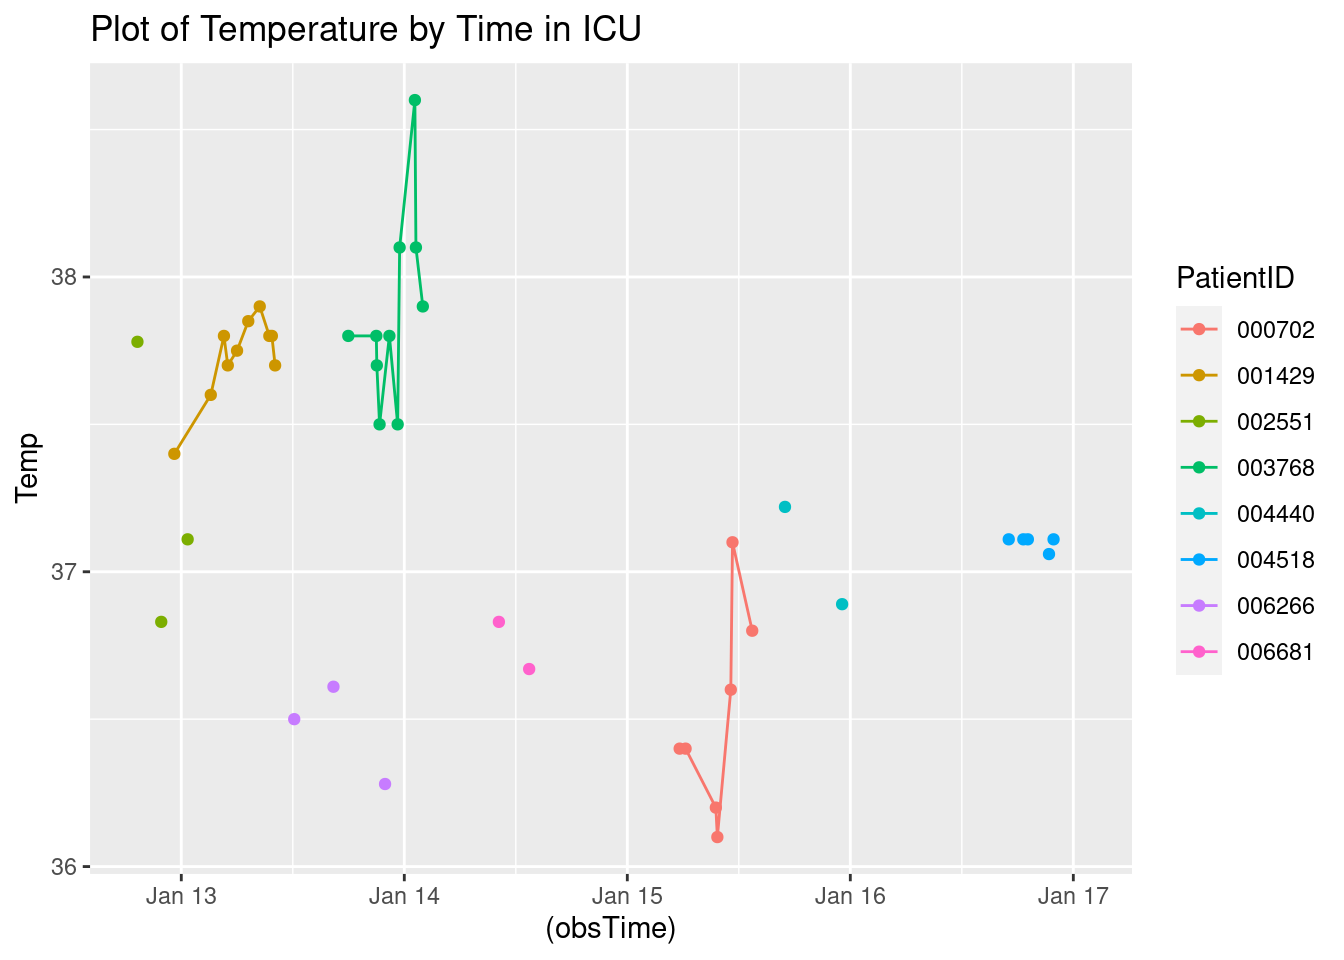 Plot of Temperature by Time in ICU
Temp
38
37
36
Jan 13
Jan 14
Jan 15
Jan 16
Jan 17
(obsTime)
PatientID
000702
001429
002551
003768
004440
004518
006266
006681